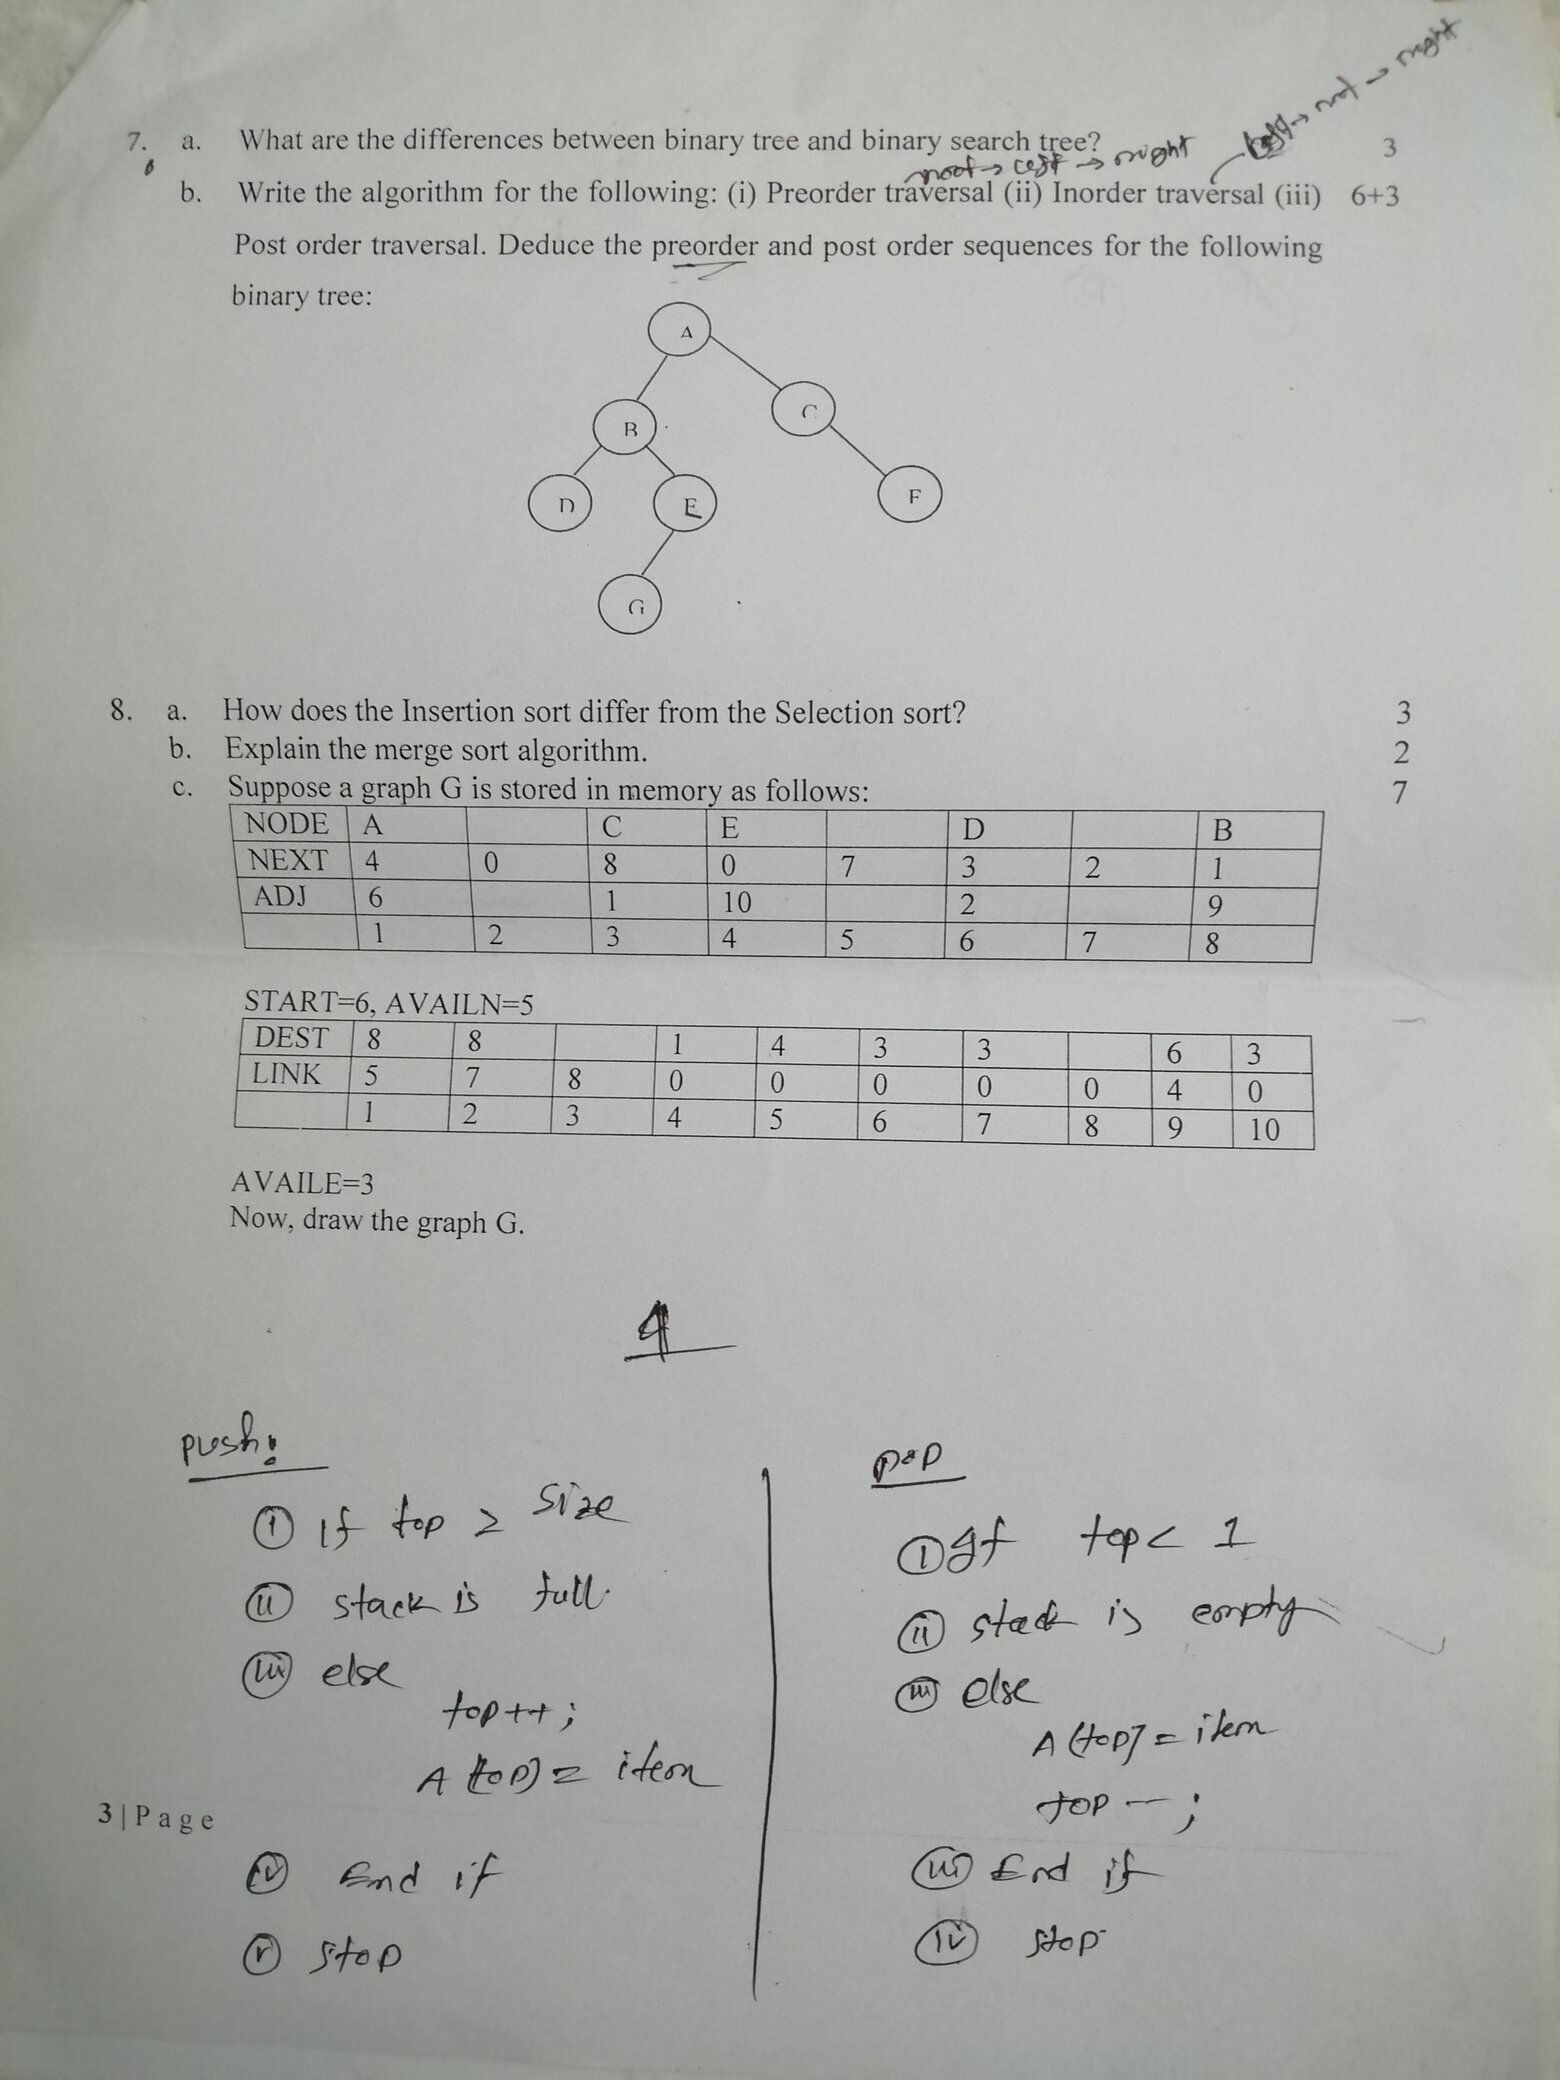 left → root → right
7. a. What are the differences between binary tree and binary search tree? 3
root → left → right
b. Write the algorithm for the following: (i) Preorder traversal (ii) Inorder traversal (iii) 6+3
Post order traversal. Deduce the preorder and post order sequences for the following
binary tree:
A
B C
D E F
G
8. a. How does the Insertion sort differ from the Selection sort? 3
b. Explain the merge sort algorithm. 2
c. Suppose a graph G is stored in memory as follows: 7
NODE A C E D B
NEXT 4 0 8 0 7 3 2 1
ADJ 6 1 10 2 9
1 2 3 4 5 6 7 8
START=6, AVAILN=5
DEST 8 8 1 4 3 3 6 3
LINK 5 7 8 0 0 0 0 0 4 0
1 2 3 4 5 6 7 8 9 10
AVAILE=3
Now, draw the graph G.
4
push:
(i) if top ≥ size
(ii) stack is full.
(iii) else
top++;
A[top] = item
(iv) End if
(v) stop
pop
(i) If top < 1
(ii) stack is empty
(iii) else
A[top] = item
top --;
(iii) End if
(iv) stop
3 | P a g e